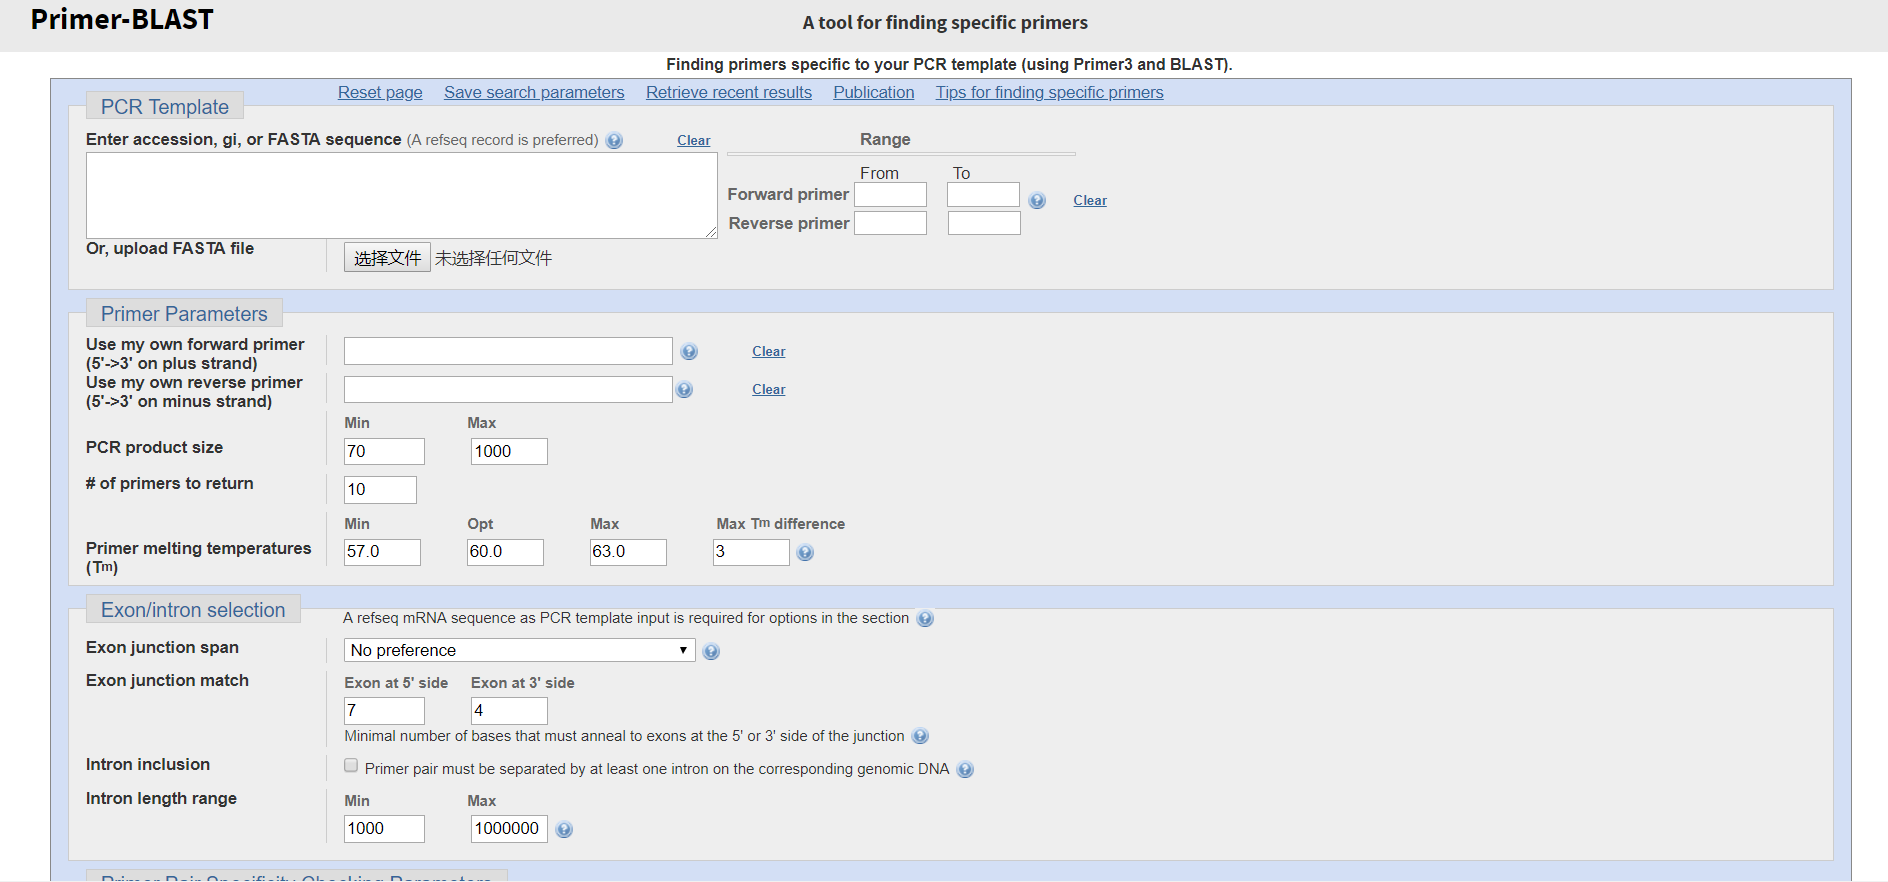 Primer-BLAST
A tool for finding specific primers
Finding primers specific to your PCR template (using Primer3 and BLAST).
Reset page Save search parameters Retrieve recent results Publication Tips for finding specific primers
PCR Template
Enter accession, gi, or FASTA sequence (A refseq record is preferred) Clear
Range
From To
Forward primer Clear
Reverse primer
Or, upload FASTA file
选择文件 未选择任何文件
Primer Parameters
Use my own forward primer
(5'->3' on plus strand)
Clear
Use my own reverse primer
(5'->3' on minus strand)
Clear
Min Max
PCR product size 70 1000
# of primers to return 10
Min Opt Max Max Tm difference
Primer melting temperatures
(Tm)
57.0 60.0 63.0 3
Exon/intron selection
A refseq mRNA sequence as PCR template input is required for options in the section
Exon junction span No preference
Exon junction match Exon at 5' side Exon at 3' side
7 4
Minimal number of bases that must anneal to exons at the 5' or 3' side of the junction
Intron inclusion Primer pair must be separated by at least one intron on the corresponding genomic DNA
Intron length range Min Max
1000 1000000
Primer Pair Specificity Checking Parameters